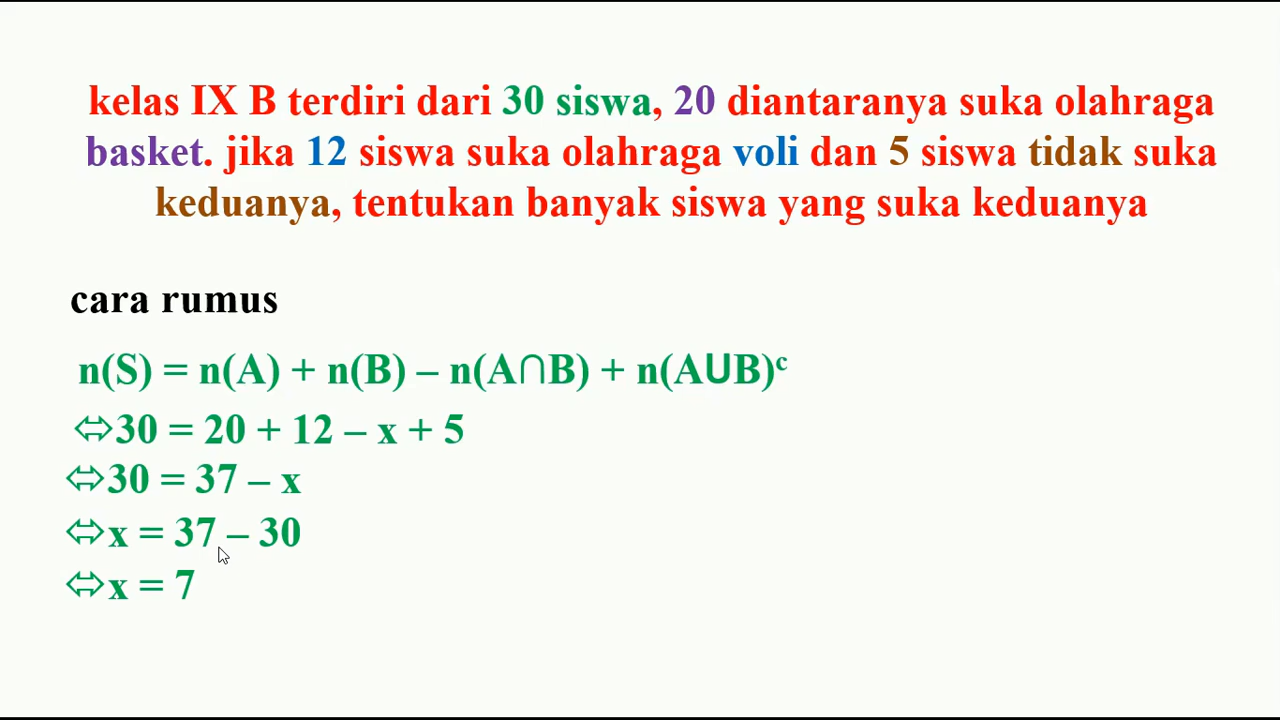 kelas IX B terdiri dari 30 siswa, 20 diantaranya suka olahraga
basket. jika 12 siswa suka olahraga voli dan 5 siswa tidak suka
keduanya, tentukan banyak siswa yang suka keduanya
cara rumus
n(S) = n(A) + n(B) – n(A∩B) + n(A∪B)ᶜ
⇔30 = 20 + 12 – x + 5
⇔30 = 37 – x
⇔x = 37 – 30
⇔x = 7